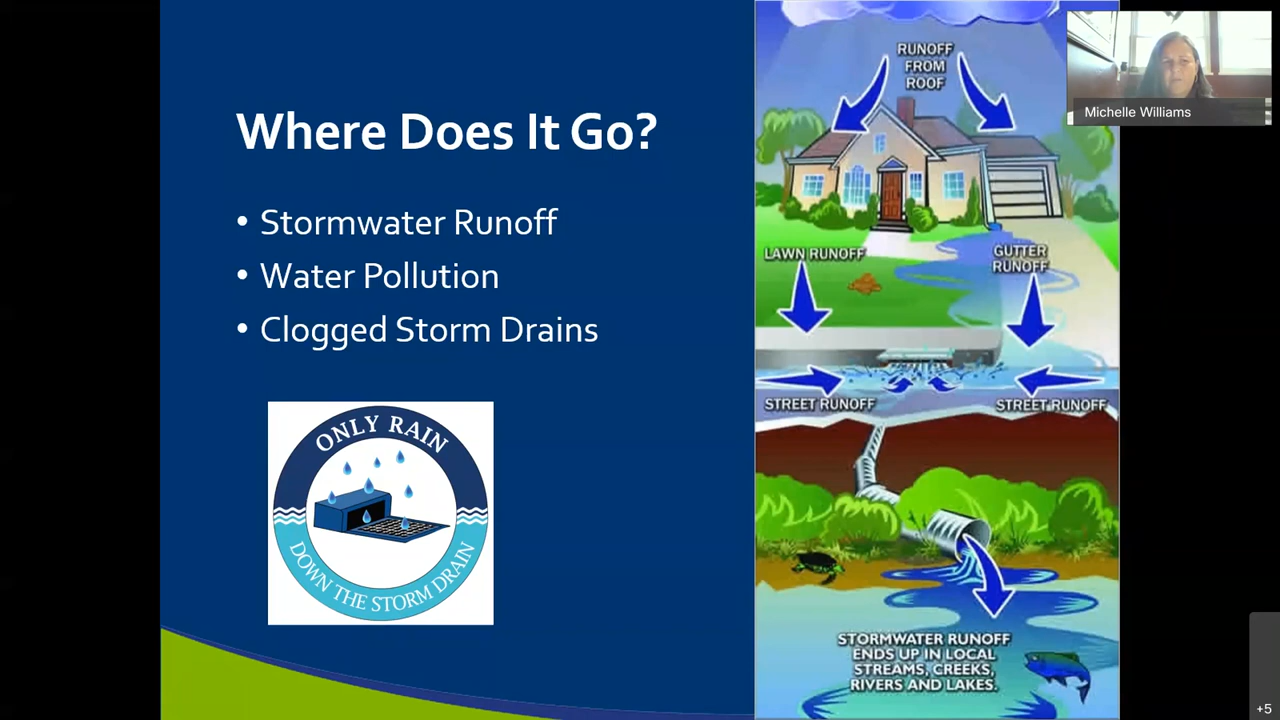 Where Does It Go?
• Stormwater Runoff
• Water Pollution
• Clogged Storm Drains
ONLY RAIN
DOWN THE STORM DRAIN
RUNOFF
FROM
ROOF
LAWN RUNOFF
GUTTER
RUNOFF
STREET RUNOFF
STREET RUNOFF
STORMWATER RUNOFF
ENDS UP IN LOCAL
STREAMS, CREEKS,
RIVERS AND LAKES.
Michelle Williams
+5